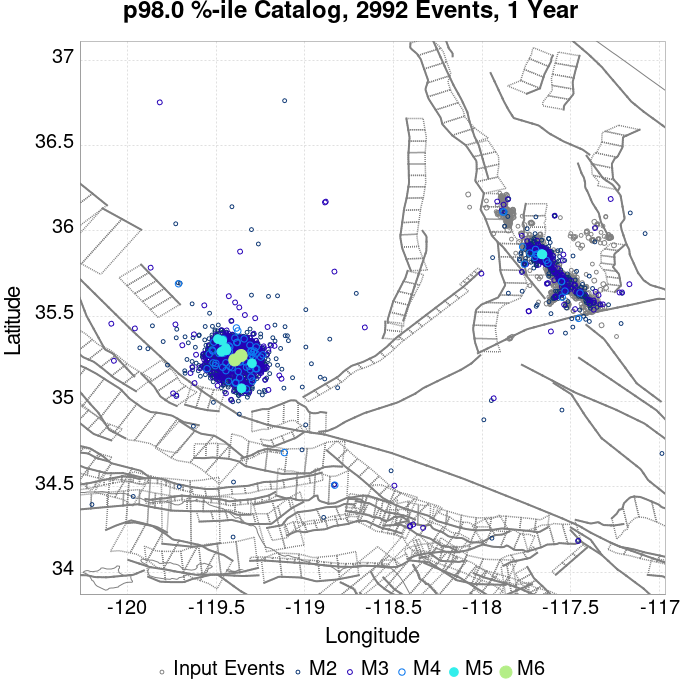 p98.0 %-ile Catalog, 2992 Events, 1 Year
37
36.5
36
35.5
35
34.5
34
Latitude
-120 -119.5 -119 -118.5 -118 -117.5 -117
Longitude
Input Events M2 M3 M4 M5 M6